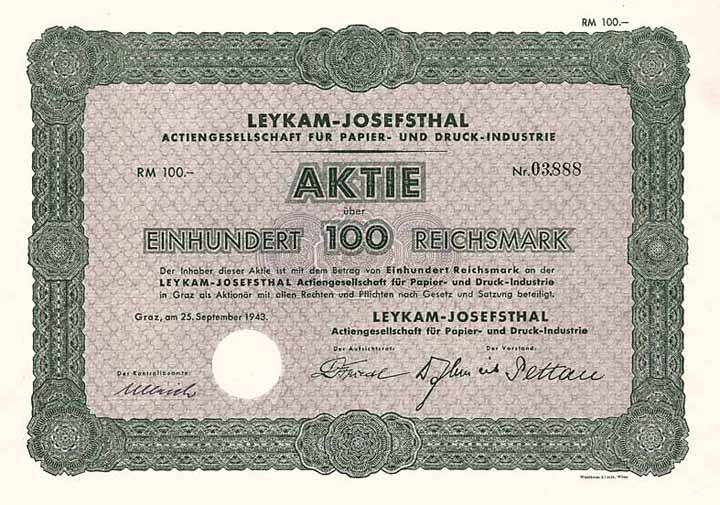 RM 100.–
LEYKAM-JOSEFSTHAL
ACTIENGESELLSCHAFT FÜR PAPIER- UND DRUCK-INDUSTRIE
RM 100.–
Nr. 03888
AKTIE
über
EINHUNDERT 100 REICHSMARK
Der Inhaber dieser Aktie ist mit dem Betrag von Einhundert Reichsmark an der
LEYKAM-JOSEFSTHAL Actiengesellschaft für Papier- und Druck-Industrie
in Graz als Aktionär mit allen Rechten und Pflichten nach Gesetz und Satzung beteiligt.
Graz, am 25. September 1943.
LEYKAM-JOSEFSTHAL
Actiengesellschaft für Papier- und Druck-Industrie
Der Aufsichtsrat:
Der Vorstand:
Der Kontrollbeamte:
Pettau